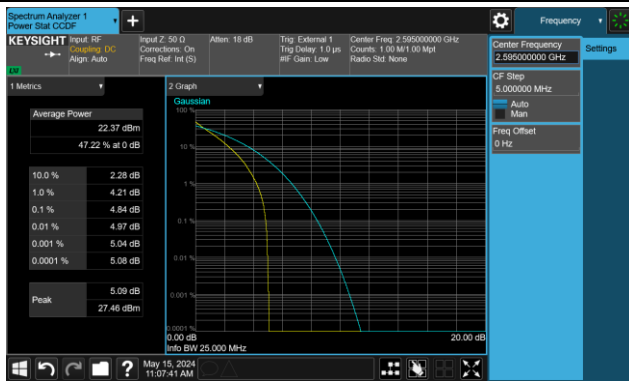 Spectrum Analyzer 1
Power Stat CCDF
Frequency
KEYSIGHT
Input: RF
Coupling: DC
Align: Auto
Input Z: 50 Ω
Corrections: On
Freq Ref: Int (S)
Atten: 18 dB
Trig: External 1
Trig Delay: 1.0 µs
#IF Gain: Low
Center Freq: 2.595000000 GHz
Counts: 1.00 M/1.00 Mpt
Radio Std: None
1 Metrics
Average Power
22.37 dBm
47.22 % at 0 dB
10.0 % 2.28 dB
1.0 % 4.21 dB
0.1 % 4.84 dB
0.01 % 4.97 dB
0.001 % 5.04 dB
0.0001 % 5.08 dB
Peak
5.09 dB
27.46 dBm
2 Graph
Gaussian
100 %
10 %
1 %
0.1 %
0.01 %
0.001 %
0.0001 %
0.00 dB
20.00 dB
Info BW 25.000 MHz
Center Frequency
2.595000000 GHz
Settings
CF Step
5.000000 MHz
Auto
Man
Freq Offset
0 Hz
?
May 15, 2024
11:07:41 AM